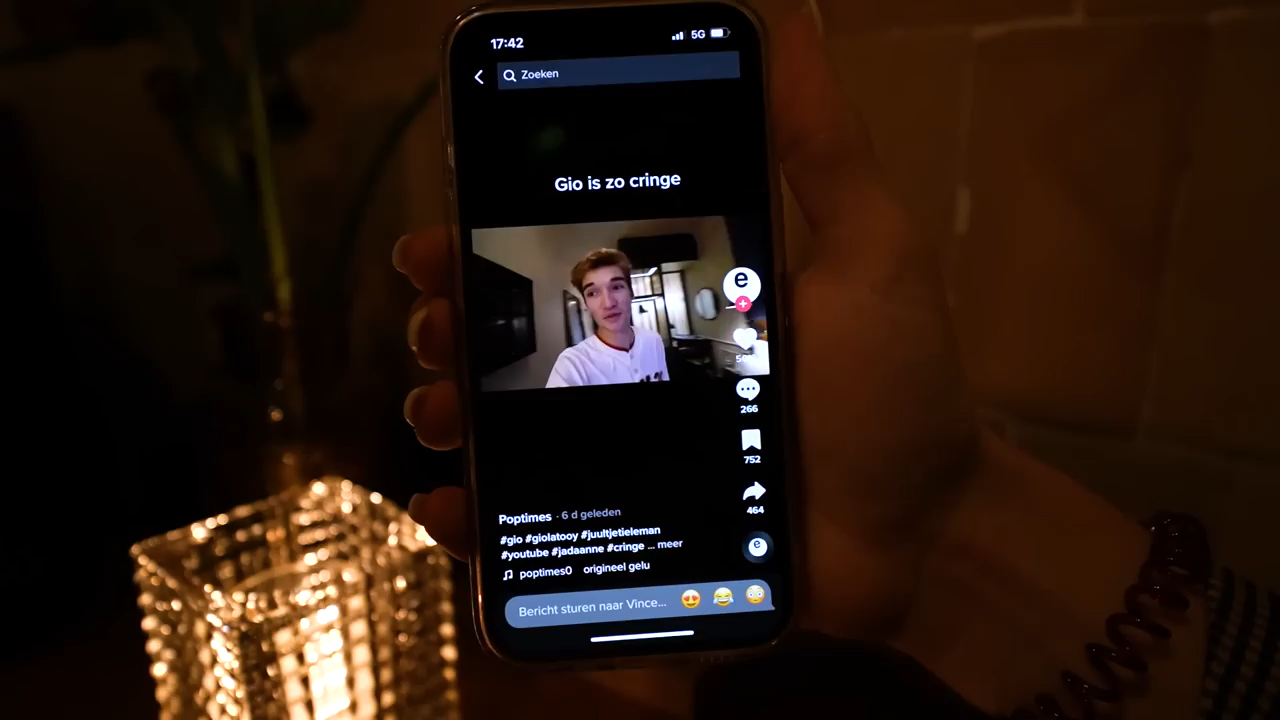 17:42
5G
Zoeken
Gio is zo cringe
e
266
752
464
Poptimes · 6 d geleden
#gio #giolatooy #juultjetieleman
#youtube #jadaanne #cringe ... meer
poptimes0 origineel gelu
e
Bericht sturen naar Vince...